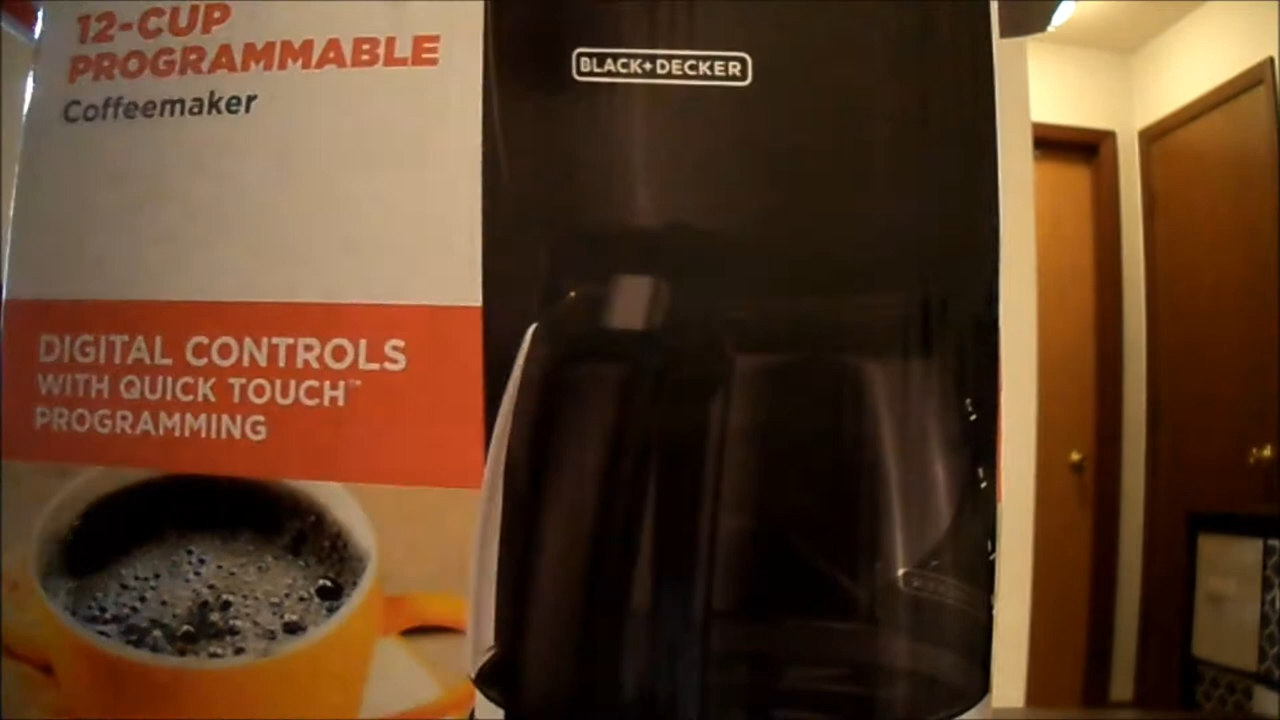 12-CUP
PROGRAMMABLE
Coffeemaker
BLACK+DECKER
DIGITAL CONTROLS
WITH QUICK TOUCH™
PROGRAMMING